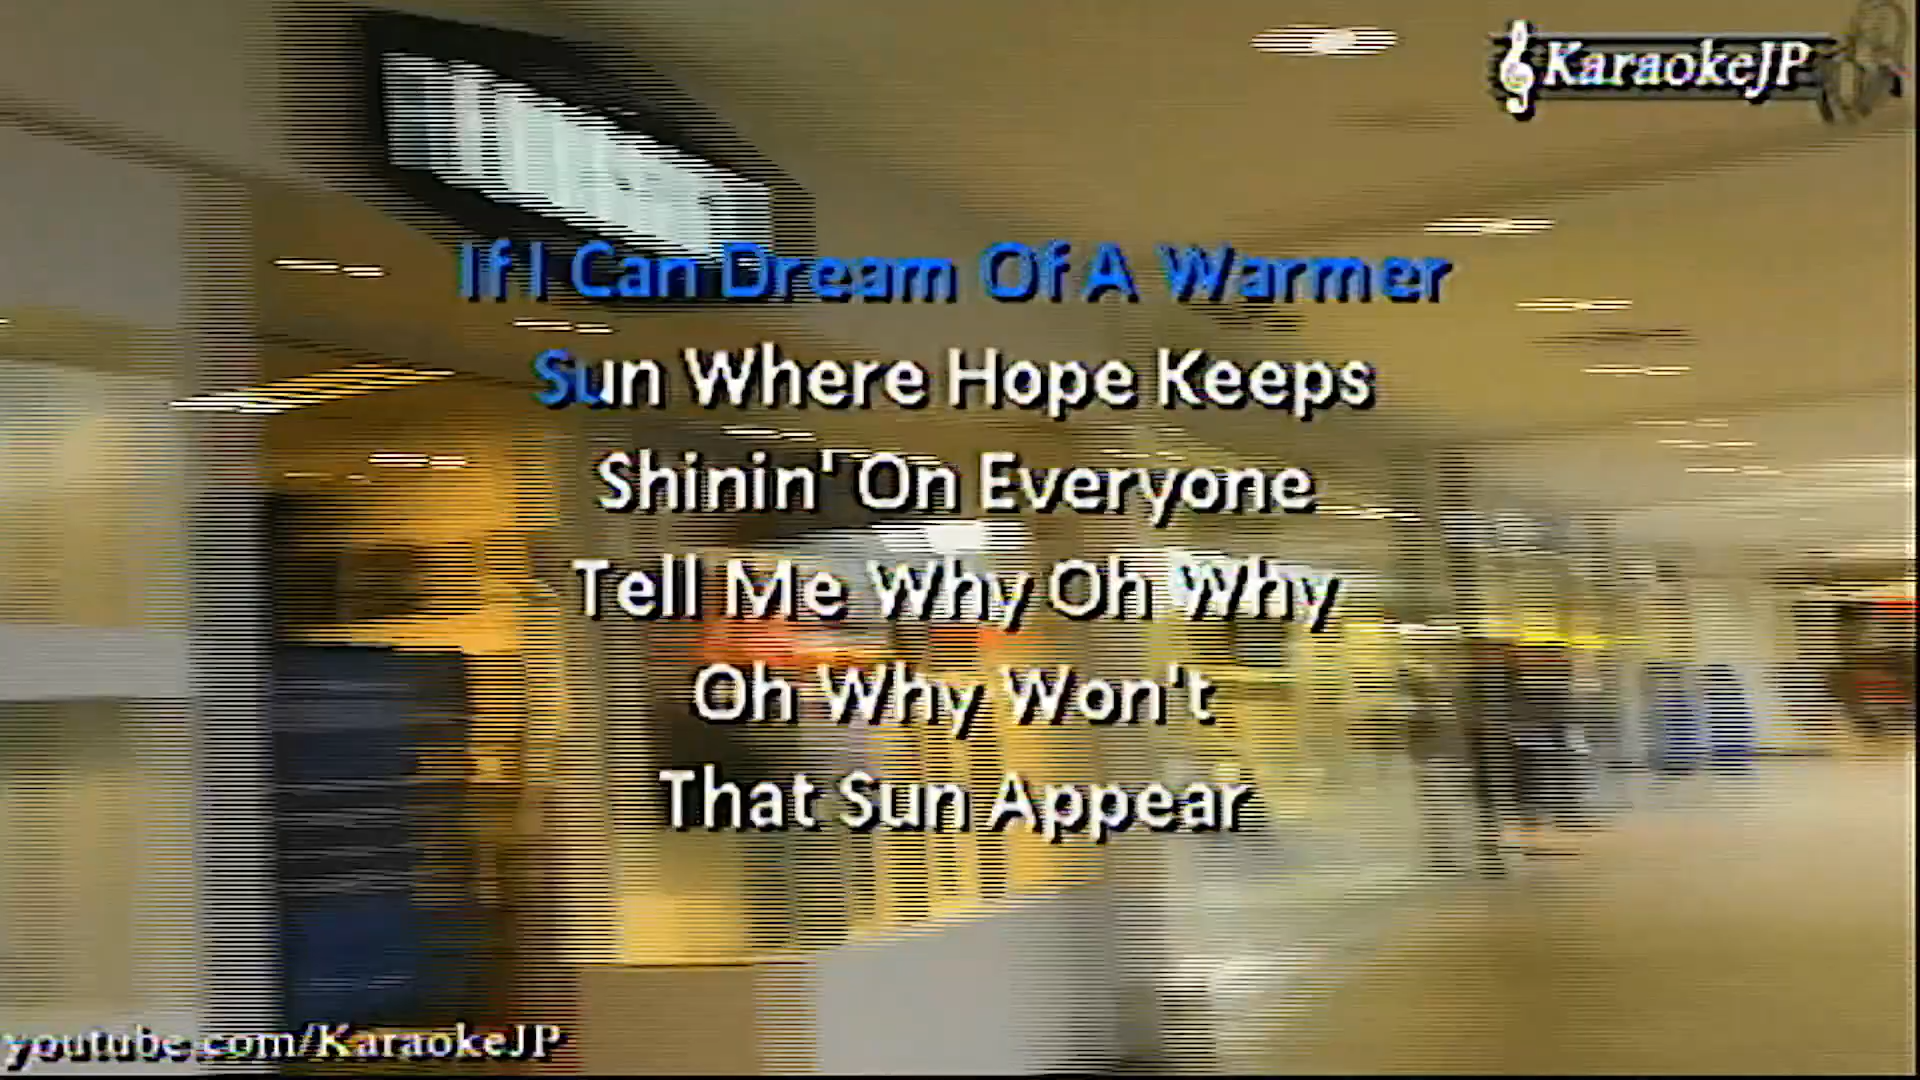 KaraokeJP
If I Can Dream Of A Warmer
Sun Where Hope Keeps
Shinin' On Everyone
Tell Me Why Oh Why
Oh Why Won't
That Sun Appear
youtube.com/KaraokeJP